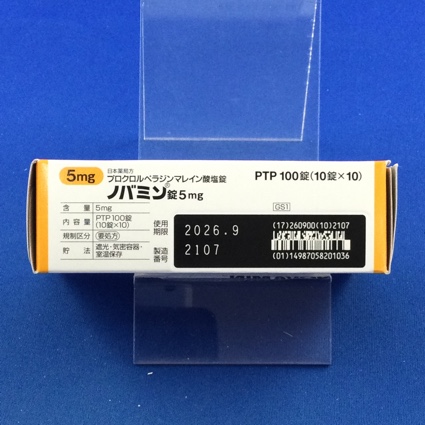 5mg
日本薬局方
プロクロルペラジンマレイン酸塩錠
ノバミン®錠5mg
PTP 100錠(10錠×10)
GS1
含量 5mg
内容量 PTP100錠
(10錠×10)
規制区分 要処方
貯法 遮光・気密容器・
室温保存
使用
期限 2026.9
製造
番号 2107
(17)260900(10)2107
(01)14987058201036